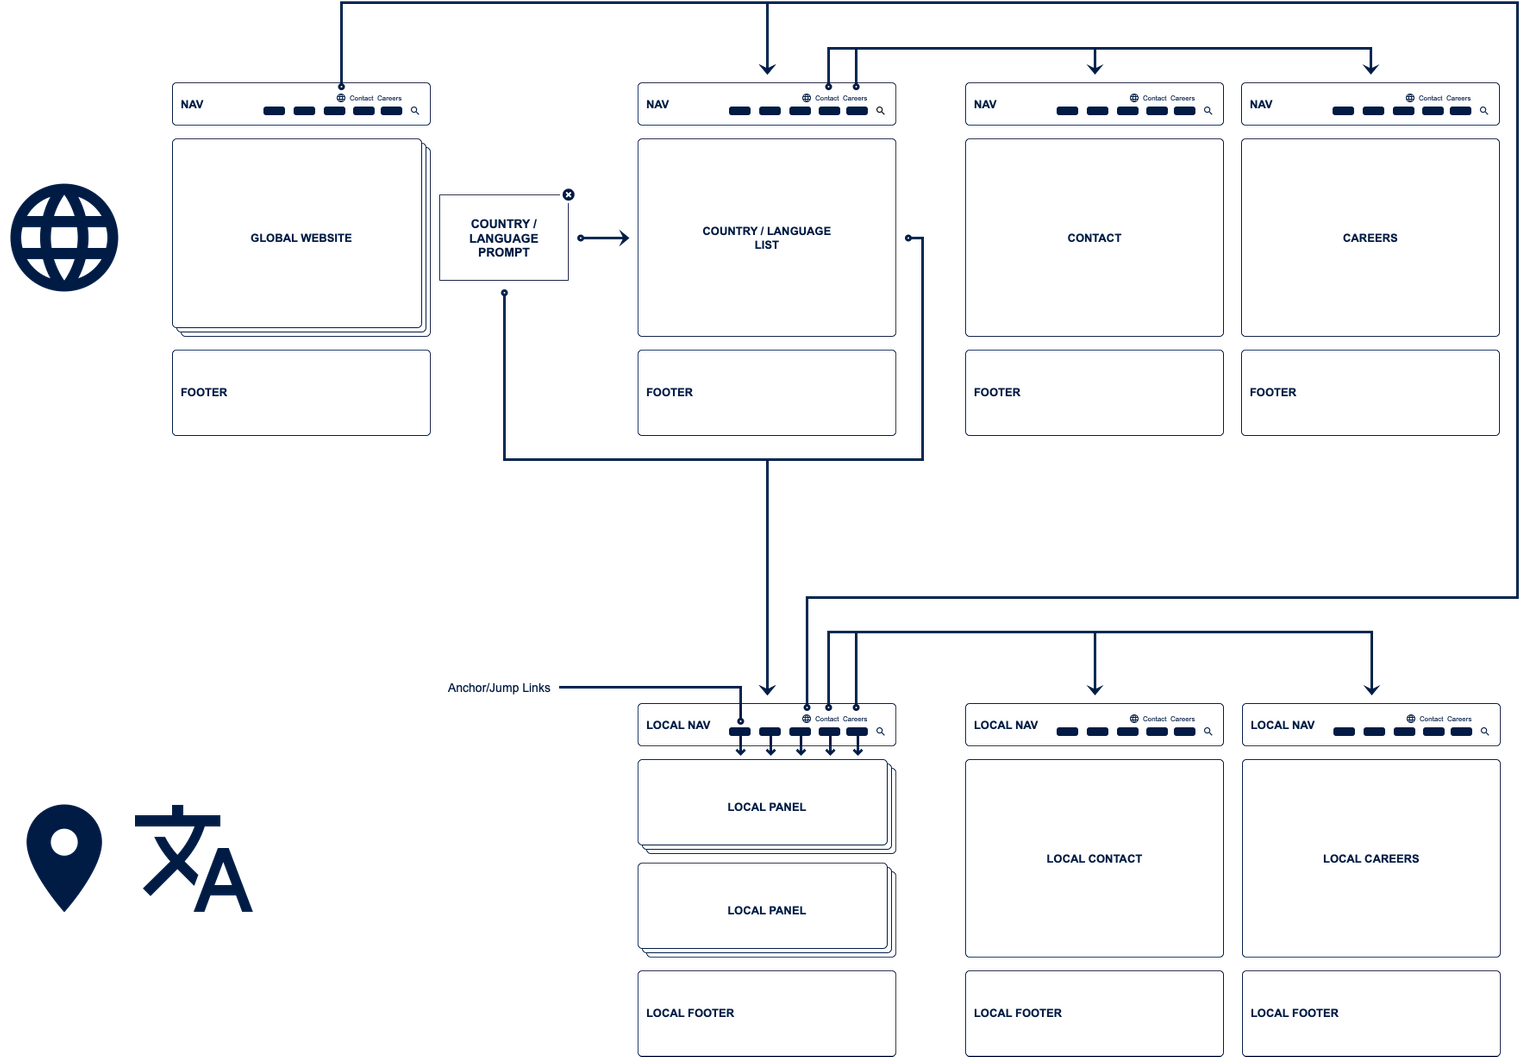 NAV
Contact Careers
NAV
Contact Careers
NAV
Contact Careers
NAV
Contact Careers
GLOBAL WEBSITE
COUNTRY /
LANGUAGE
PROMPT
COUNTRY / LANGUAGE
LIST
CONTACT
CAREERS
FOOTER
FOOTER
FOOTER
FOOTER
Anchor/Jump Links
LOCAL NAV
Contact Careers
LOCAL NAV
Contact Careers
LOCAL NAV
Contact Careers
LOCAL PANEL
LOCAL PANEL
LOCAL CONTACT
LOCAL CAREERS
LOCAL FOOTER
LOCAL FOOTER
LOCAL FOOTER